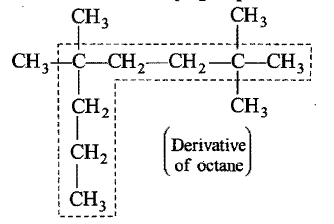 CH3 CH3
CH3—C—CH2—CH2—C—CH3
CH2 CH3
CH2
CH3
(Derivative
of octane)